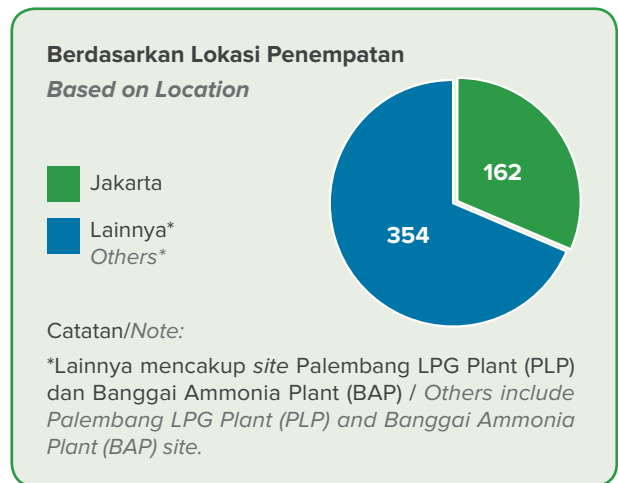 Berdasarkan Lokasi Penempatan
Based on Location
Jakarta
Lainnya*
Others*
162
354
Catatan/Note:
*Lainnya mencakup site Palembang LPG Plant (PLP)
dan Banggai Ammonia Plant (BAP) / Others include
Palembang LPG Plant (PLP) and Banggai Ammonia
Plant (BAP) site.